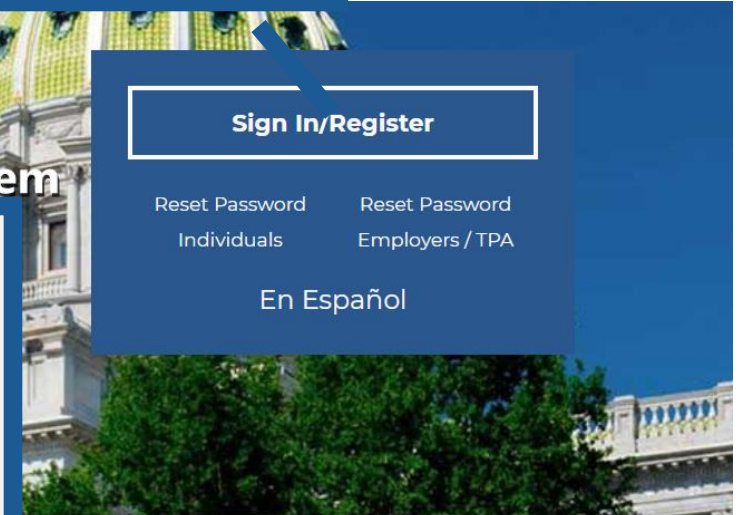 Sign In/Register
em
Reset Password Reset Password
Individuals Employers / TPA
En Español